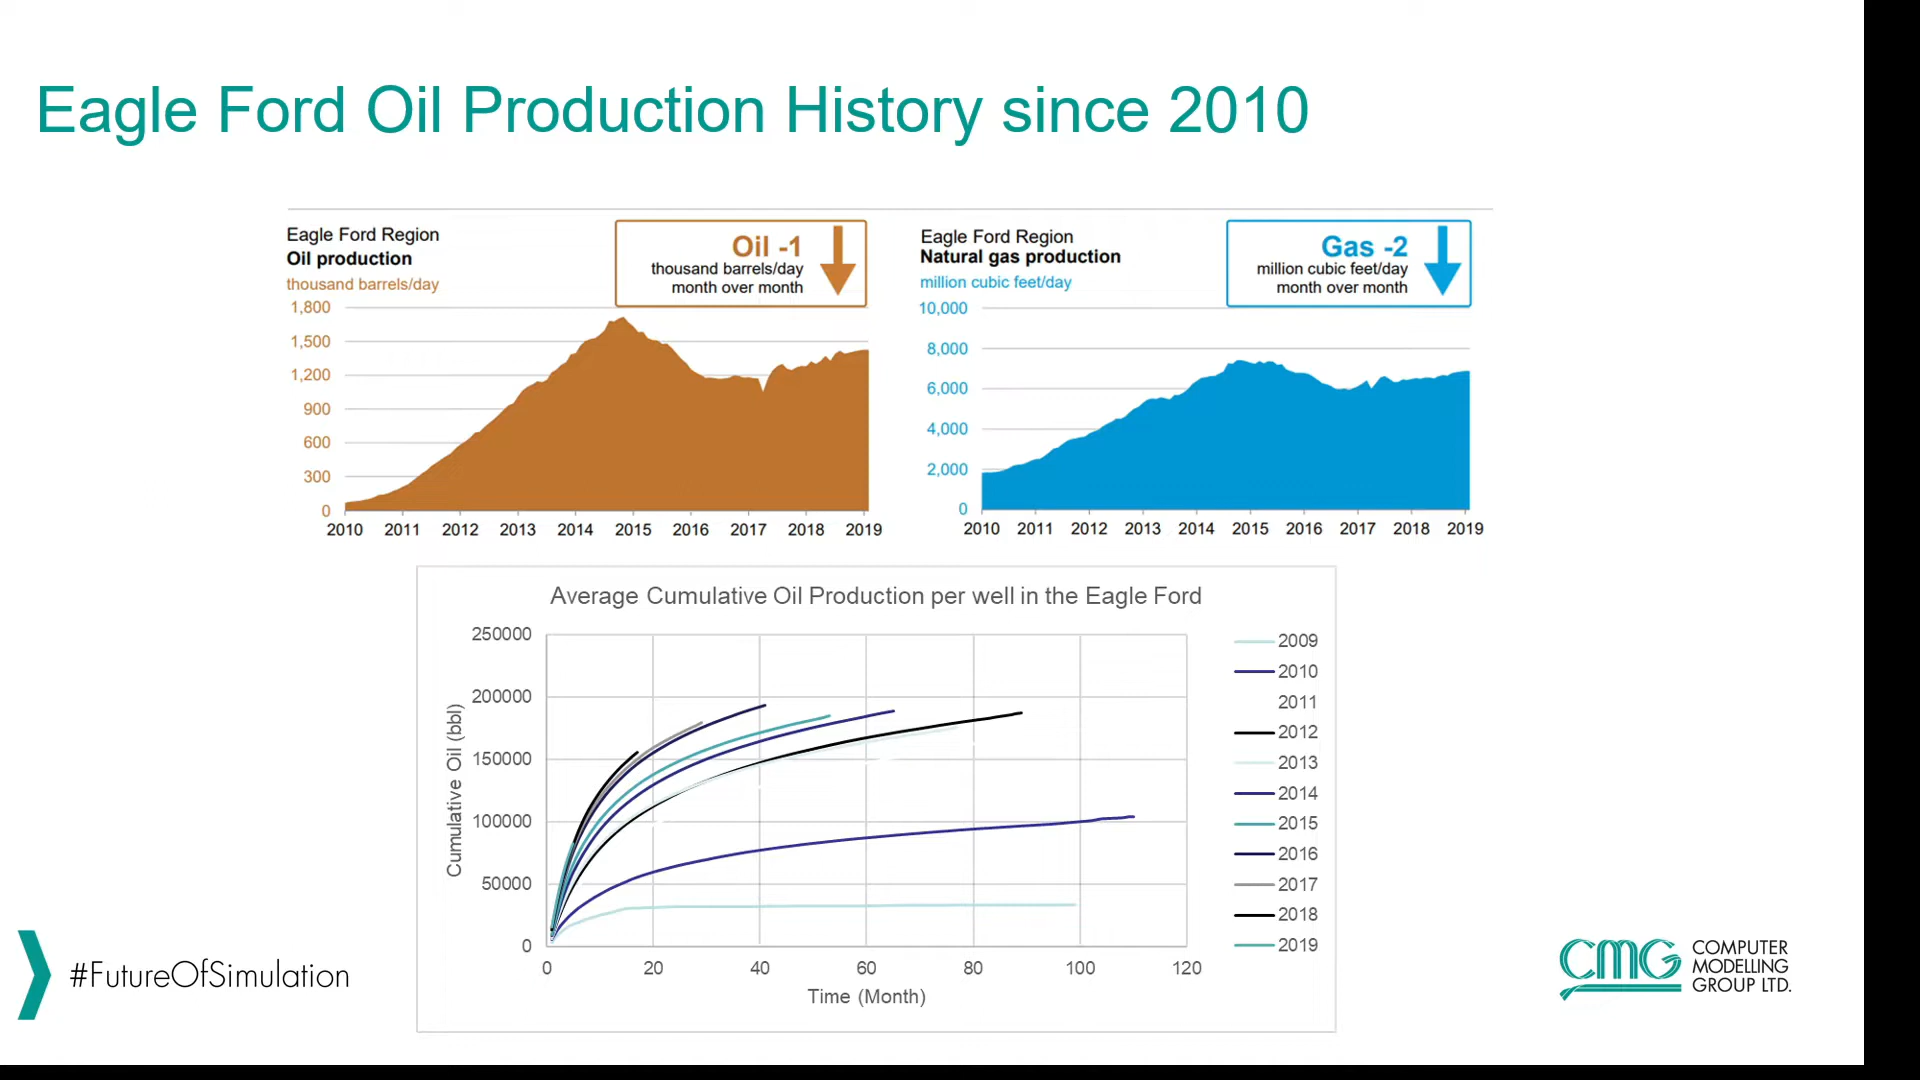 Eagle Ford Oil Production History since 2010
Eagle Ford Region
Oil production
thousand barrels/day
Oil -1
thousand barrels/day
month over month
1,800
1,500
1,200
900
600
300
0
2010 2011 2012 2013 2014 2015 2016 2017 2018 2019
Eagle Ford Region
Natural gas production
million cubic feet/day
Gas -2
million cubic feet/day
month over month
10,000
8,000
6,000
4,000
2,000
0
2010 2011 2012 2013 2014 2015 2016 2017 2018 2019
Average Cumulative Oil Production per well in the Eagle Ford
Cumulative Oil (bbl)
250000
200000
150000
100000
50000
0
0 20 40 60 80 100 120
Time (Month)
2009
2010
2011
2012
2013
2014
2015
2016
2017
2018
2019
#FutureOfSimulation
CMG
COMPUTER
MODELLING
GROUP LTD.